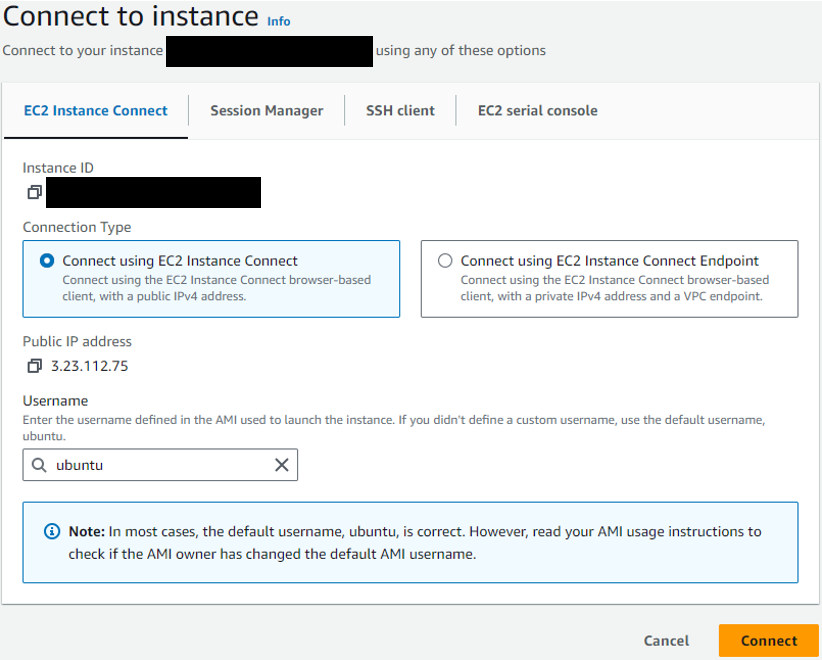 Connect to instance Info
Connect to your instance using any of these options
EC2 Instance Connect Session Manager SSH client EC2 serial console
Instance ID
Connection Type
Connect using EC2 Instance Connect
Connect using the EC2 Instance Connect browser-based
client, with a public IPv4 address.
Connect using EC2 Instance Connect Endpoint
Connect using the EC2 Instance Connect browser-based
client, with a private IPv4 address and a VPC endpoint.
Public IP address
3.23.112.75
Username
Enter the username defined in the AMI used to launch the instance. If you didn't define a custom username, use the default username,
ubuntu.
ubuntu
Note: In most cases, the default username, ubuntu, is correct. However, read your AMI usage instructions to
check if the AMI owner has changed the default AMI username.
Cancel Connect